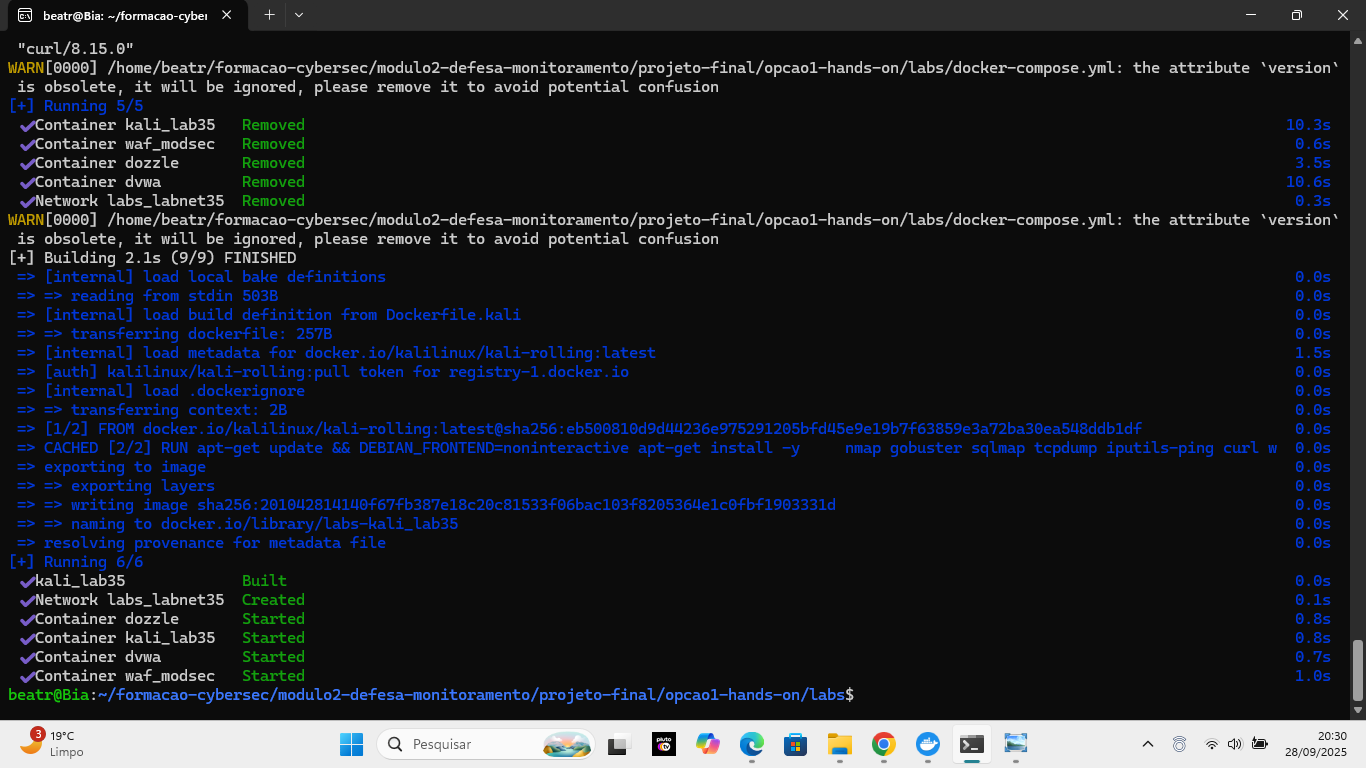 beatr@Bia: ~/formacao-cyber
"curl/8.15.0"
WARN[0000] /home/beatr/formacao-cybersec/modulo2-defesa-monitoramento/projeto-final/opcao1-hands-on/labs/docker-compose.yml: the attribute `version`
is obsolete, it will be ignored, please remove it to avoid potential confusion
[+] Running 5/5
✔Container kali_lab35 Removed 10.3s
✔Container waf_modsec Removed 0.6s
✔Container dozzle Removed 3.5s
✔Container dvwa Removed 10.6s
✔Network labs_labnet35 Removed 0.3s
WARN[0000] /home/beatr/formacao-cybersec/modulo2-defesa-monitoramento/projeto-final/opcao1-hands-on/labs/docker-compose.yml: the attribute `version`
is obsolete, it will be ignored, please remove it to avoid potential confusion
[+] Building 2.1s (9/9) FINISHED
=> [internal] load local bake definitions 0.0s
=> => reading from stdin 503B 0.0s
=> [internal] load build definition from Dockerfile.kali 0.0s
=> => transferring dockerfile: 257B 0.0s
=> [internal] load metadata for docker.io/kalilinux/kali-rolling:latest 1.5s
=> [auth] kalilinux/kali-rolling:pull token for registry-1.docker.io 0.0s
=> [internal] load .dockerignore 0.0s
=> => transferring context: 2B 0.0s
=> [1/2] FROM docker.io/kalilinux/kali-rolling:latest@sha256:eb500810d9d44236e975291205bfd45e9e19b7f63859e3a72ba30ea548ddb1df 0.0s
=> CACHED [2/2] RUN apt-get update && DEBIAN_FRONTEND=noninteractive apt-get install -y nmap gobuster sqlmap tcpdump iputils-ping curl w 0.0s
=> exporting to image 0.0s
=> => exporting layers 0.0s
=> => writing image sha256:201042814140f67fb387e18c20c81533f06bac103f8205364e1c0fbf1903331d 0.0s
=> => naming to docker.io/library/labs-kali_lab35 0.0s
=> resolving provenance for metadata file 0.0s
[+] Running 6/6
✔kali_lab35 Built 0.0s
✔Network labs_labnet35 Created 0.1s
✔Container dozzle Started 0.8s
✔Container kali_lab35 Started 0.8s
✔Container dvwa Started 0.7s
✔Container waf_modsec Started 1.0s
beatr@Bia:~/formacao-cybersec/modulo2-defesa-monitoramento/projeto-final/opcao1-hands-on/labs$
3
19°C
Limpo
Pesquisar
pluto tv
20:30
28/09/2025